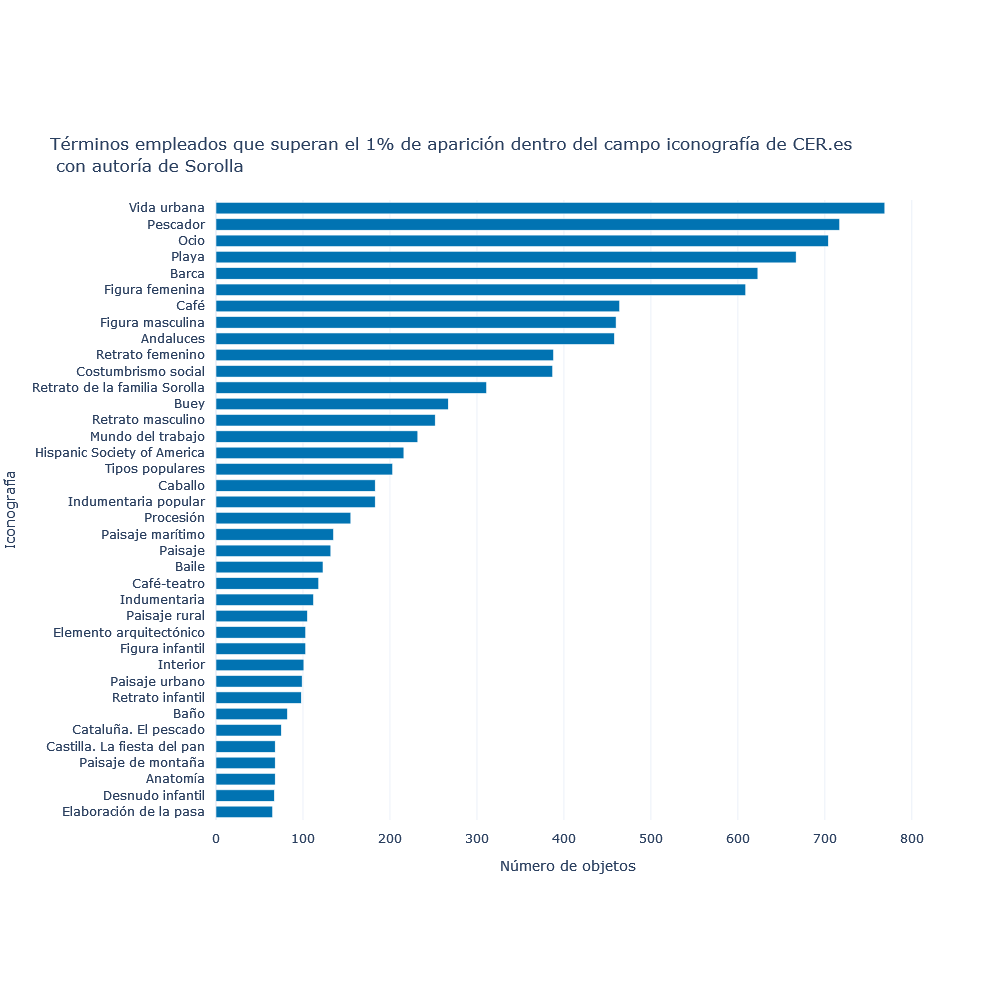 Términos empleados que superan el 1% de aparición dentro del campo iconografía de CER.es
con autoría de Sorolla
Vida urbana
Pescador
Ocio
Playa
Barca
Figura femenina
Café
Figura masculina
Andaluces
Retrato femenino
Costumbrismo social
Retrato de la familia Sorolla
Buey
Retrato masculino
Mundo del trabajo
Hispanic Society of America
Tipos populares
Caballo
Indumentaria popular
Procesión
Paisaje marítimo
Paisaje
Baile
Café-teatro
Indumentaria
Paisaje rural
Elemento arquitectónico
Figura infantil
Interior
Paisaje urbano
Retrato infantil
Baño
Cataluña. El pescado
Castilla. La fiesta del pan
Paisaje de montaña
Anatomía
Desnudo infantil
Elaboración de la pasa
Iconografía
0 100 200 300 400 500 600 700 800
Número de objetos